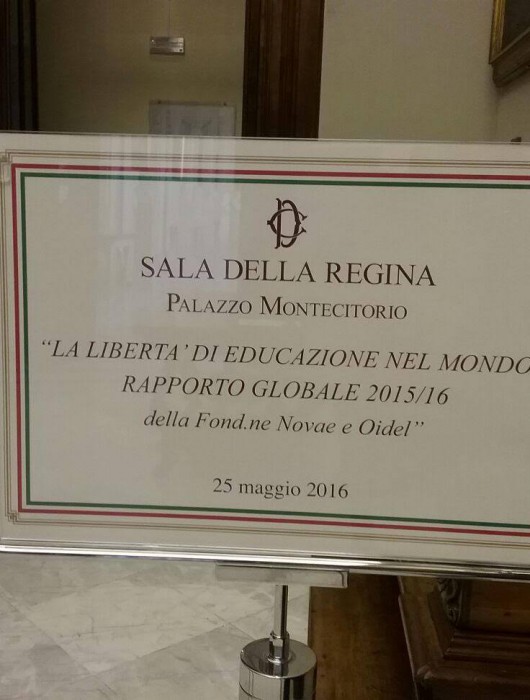 SALA DELLA REGINA
PALAZZO MONTECITORIO
"LA LIBERTA' DI EDUCAZIONE NEL MONDO
RAPPORTO GLOBALE 2015/16
della Fond.ne Novae e Oidel"
25 maggio 2016